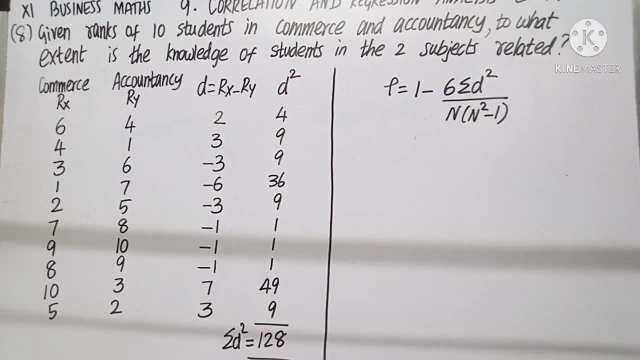 XI BUSINESS MATHS 9. CORRELATION AND REGRESSION ANALYSIS
(8) Given ranks of 10 students in commerce and accountancy, to what
extent is the knowledge of students in the 2 subjects related?
KINEMASTER
Commerce Accountancy d=Rx-Ry d²
Rx Ry
6 4 2 4
4 1 3 9
3 6 -3 9
1 7 -6 36
2 5 -3 9
7 8 -1 1
9 10 -1 1
8 9 -1 1
10 3 7 49
5 2 3 9
Σd²=128
ρ = 1 - 6Σd²
N(N²-1)